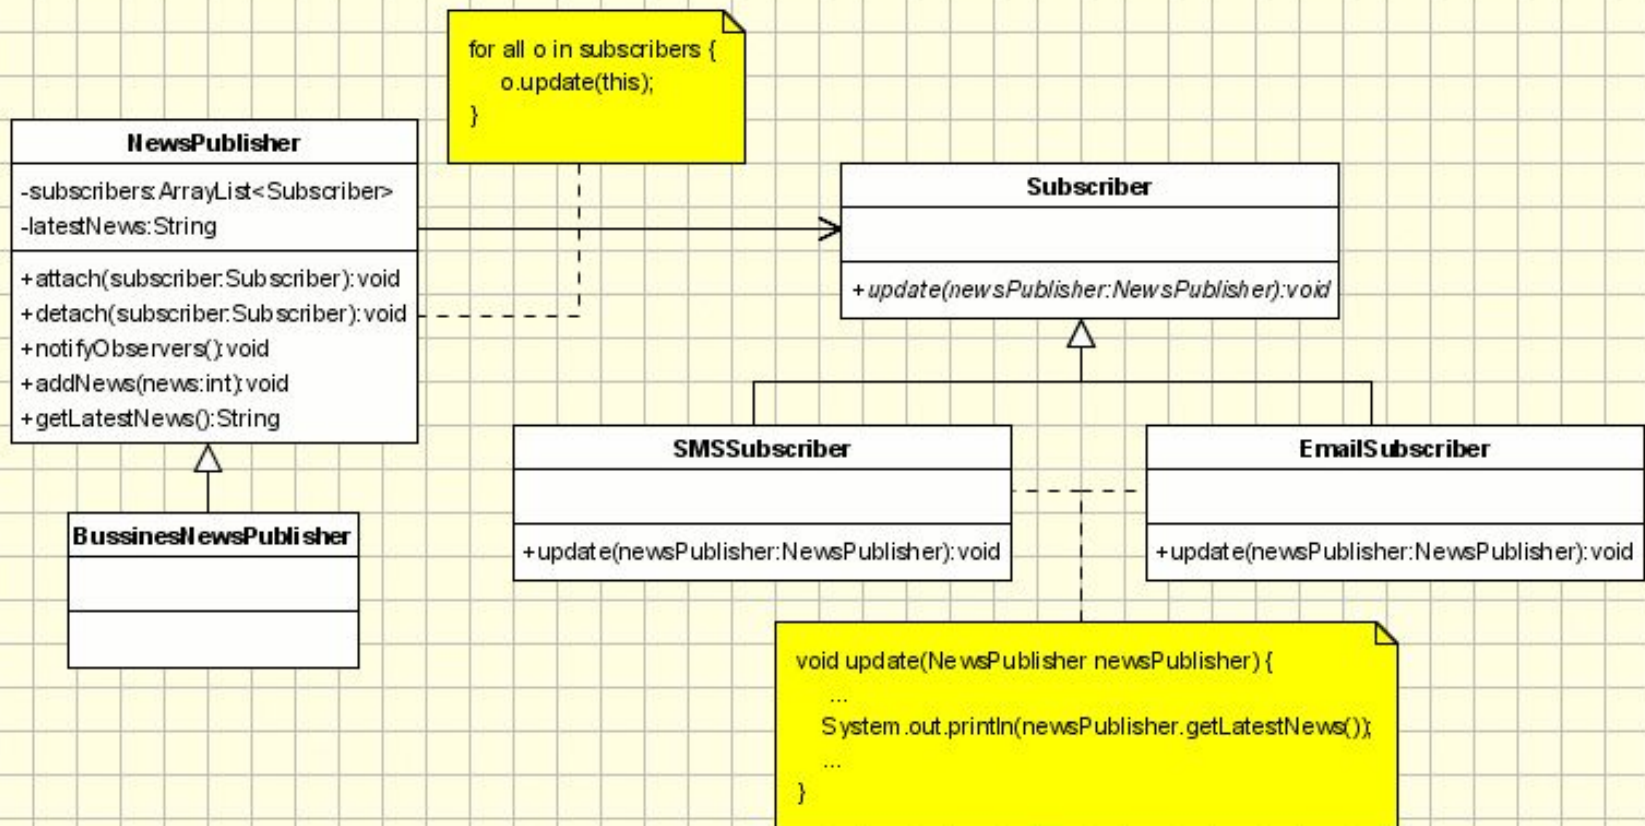 for all o in subscribers {
o.update(this);
}
NewsPublisher
-subscribers:ArrayList<Subscriber>
-latestNews:String
+attach(subscriber:Subscriber):void
+detach(subscriber:Subscriber):void
+notifyObservers():void
+addNews(news:int):void
+getLatestNews():String
Subscriber
+update(newsPublisher:NewsPublisher):void
BussinesNewsPublisher
SMSSubscriber
+update(newsPublisher:NewsPublisher):void
EmailSubscriber
+update(newsPublisher:NewsPublisher):void
void update(NewsPublisher newsPublisher) {
...
System.out.println(newsPublisher.getLatestNews());
...
}